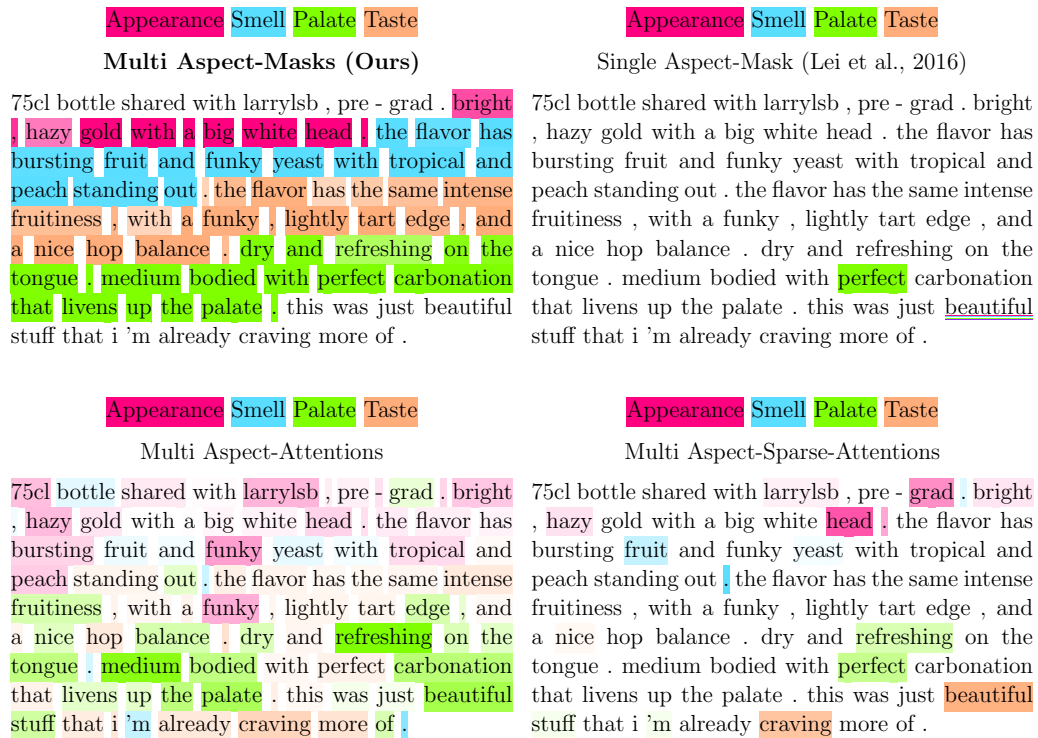 Appearance Smell Palate Taste
Multi Aspect-Masks (Ours)
75cl bottle shared with larrylsb , pre - grad . bright
, hazy gold with a big white head . the flavor has
bursting fruit and funky yeast with tropical and
peach standing out . the flavor has the same intense
fruitiness , with a funky , lightly tart edge , and
a nice hop balance . dry and refreshing on the
tongue . medium bodied with perfect carbonation
that livens up the palate . this was just beautiful
stuff that i 'm already craving more of .
Appearance Smell Palate Taste
Single Aspect-Mask (Lei et al., 2016)
75cl bottle shared with larrylsb , pre - grad . bright
, hazy gold with a big white head . the flavor has
bursting fruit and funky yeast with tropical and
peach standing out . the flavor has the same intense
fruitiness , with a funky , lightly tart edge , and
a nice hop balance . dry and refreshing on the
tongue . medium bodied with perfect carbonation
that livens up the palate . this was just beautiful
stuff that i 'm already craving more of .
Appearance Smell Palate Taste
Multi Aspect-Attentions
75cl bottle shared with larrylsb , pre - grad . bright
, hazy gold with a big white head . the flavor has
bursting fruit and funky yeast with tropical and
peach standing out . the flavor has the same intense
fruitiness , with a funky , lightly tart edge , and
a nice hop balance . dry and refreshing on the
tongue . medium bodied with perfect carbonation
that livens up the palate . this was just beautiful
stuff that i 'm already craving more of .
Appearance Smell Palate Taste
Multi Aspect-Sparse-Attentions
75cl bottle shared with larrylsb , pre - grad . bright
, hazy gold with a big white head . the flavor has
bursting fruit and funky yeast with tropical and
peach standing out . the flavor has the same intense
fruitiness , with a funky , lightly tart edge , and
a nice hop balance . dry and refreshing on the
tongue . medium bodied with perfect carbonation
that livens up the palate . this was just beautiful
stuff that i 'm already craving more of .